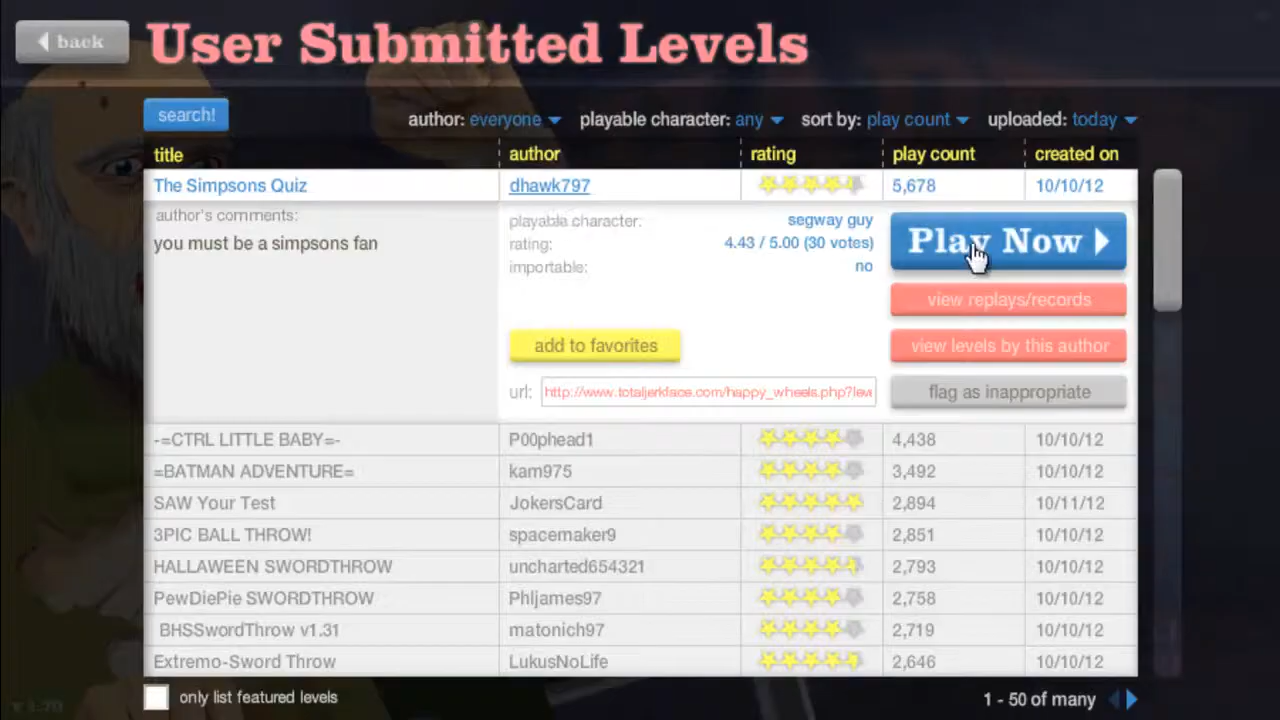 back
User Submitted Levels
search!
author: everyone
playable character: any
sort by: play count
uploaded: today
title author rating play count created on
The Simpsons Quiz dhawk797 5,678 10/10/12
author's comments:
you must be a simpsons fan
playable character: segway guy
rating: 4.43 / 5.00 (30 votes)
importable: no
add to favorites
url: http://www.totaljerkface.com/happy_wheels.php?lev
Play Now
view replays/records
view levels by this author
flag as inappropriate
-=CTRL LITTLE BABY=- P00phead1 4,438 10/10/12
=BATMAN ADVENTURE= kam975 3,492 10/10/12
SAW Your Test JokersCard 2,894 10/11/12
3PIC BALL THROW! spacemaker9 2,851 10/10/12
HALLAWEEN SWORDTHROW uncharted654321 2,793 10/10/12
PewDiePie SWORDTHROW Phljames97 2,758 10/10/12
BHSSwordThrow v1.31 matonich97 2,719 10/10/12
Extremo-Sword Throw LukusNoLife 2,646 10/10/12
only list featured levels
1 - 50 of many